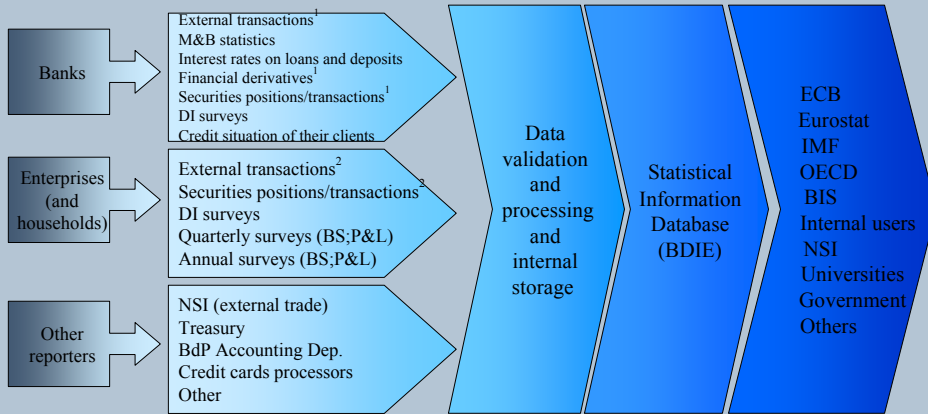 Banks
External transactions¹
M&B statistics
Interest rates on loans and deposits
Financial derivatives¹
Securities positions/transactions¹
DI surveys
Credit situation of their clients
Enterprises
(and
households)
External transactions²
Securities positions/transactions²
DI surveys
Quarterly surveys (BS;P&L)
Annual surveys (BS;P&L)
Other
reporters
NSI (external trade)
Treasury
BdP Accounting Dep.
Credit cards processors
Other
Data
validation
and
processing
and
internal
storage
Statistical
Information
Database
(BDIE)
ECB
Eurostat
IMF
OECD
BIS
Internal users
NSI
Universities
Government
Others